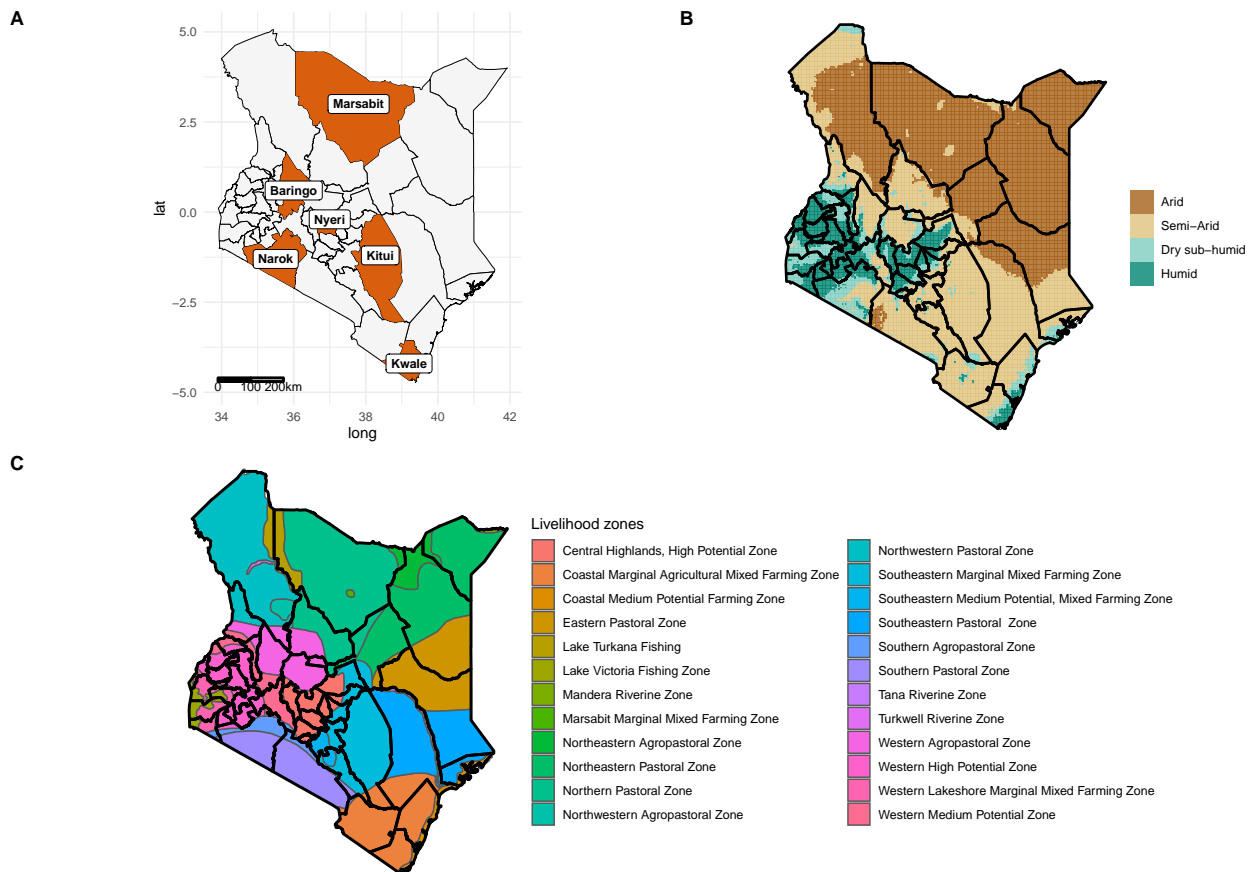 A
5.0
2.5
0.0
−2.5
−5.0
lat
Marsabit
Baringo
Nyeri
Narok
Kitui
Kwale
0 100 200km
34 36 38 40 42
long
B
Arid
Semi−Arid
Dry sub−humid
Humid
C
Livelihood zones
Central Highlands, High Potential Zone
Coastal Marginal Agricultural Mixed Farming Zone
Coastal Medium Potential Farming Zone
Eastern Pastoral Zone
Lake Turkana Fishing
Lake Victoria Fishing Zone
Mandera Riverine Zone
Marsabit Marginal Mixed Farming Zone
Northeastern Agropastoral Zone
Northeastern Pastoral Zone
Northern Pastoral Zone
Northwestern Agropastoral Zone
Northwestern Pastoral Zone
Southeastern Marginal Mixed Farming Zone
Southeastern Medium Potential, Mixed Farming Zone
Southeastern Pastoral Zone
Southern Agropastoral Zone
Southern Pastoral Zone
Tana Riverine Zone
Turkwell Riverine Zone
Western Agropastoral Zone
Western High Potential Zone
Western Lakeshore Marginal Mixed Farming Zone
Western Medium Potential Zone